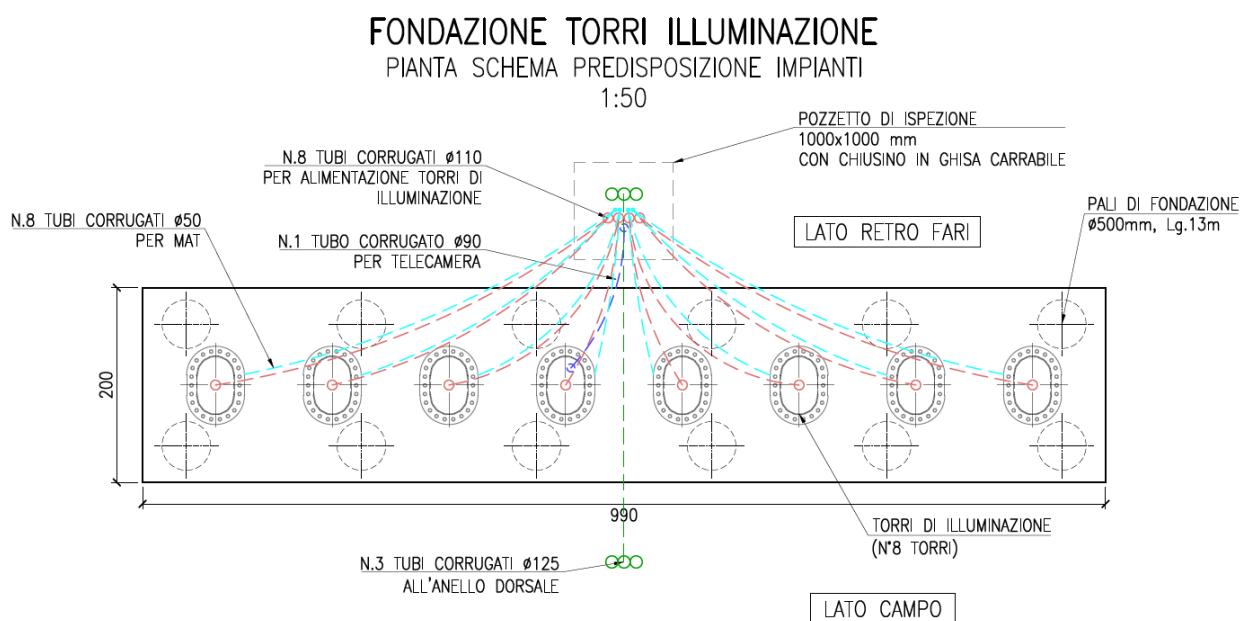 FONDAZIONE TORRI ILLUMINAZIONE
PIANTA SCHEMA PREDISPOSIZIONE IMPIANTI
1:50
POZZETTO DI ISPEZIONE
1000x1000 mm
CON CHIUSINO IN GHISA CARRABILE
N.8 TUBI CORRUGATI ø110
PER ALIMENTAZIONE TORRI DI
ILLUMINAZIONE
N.8 TUBI CORRUGATI ø50
PER MAT
N.1 TUBO CORRUGATO ø90
PER TELECAMERA
LATO RETRO FARI
PALI DI FONDAZIONE
ø500mm, Lg.13m
200
990
TORRI DI ILLUMINAZIONE
(N°8 TORRI)
N.3 TUBI CORRUGATI ø125
ALL'ANELLO DORSALE
LATO CAMPO